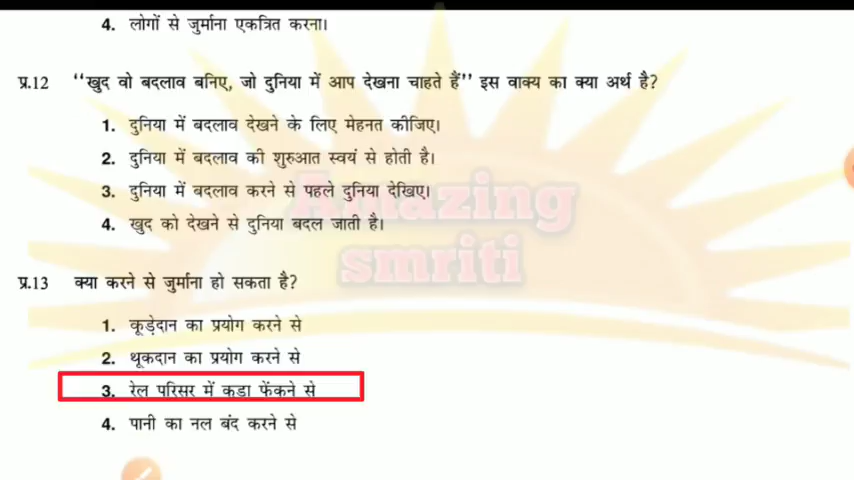 4. लोगों से जुर्माना एकत्रित करना।
प्र.12 "खुद वो बदलाव बनिए, जो दुनिया में आप देखना चाहते हैं" इस वाक्य का क्या अर्थ है?
1. दुनिया में बदलाव देखने के लिए मेहनत कीजिए।
2. दुनिया में बदलाव की शुरुआत स्वयं से होती है।
3. दुनिया में बदलाव करने से पहले दुनिया देखिए।
4. खुद को देखने से दुनिया बदल जाती है।
Amazing
smriti
प्र.13 क्या करने से जुर्माना हो सकता है?
1. कूड़ेदान का प्रयोग करने से
2. थूकदान का प्रयोग करने से
3. रेल परिसर में कूडा फेंकने से
4. पानी का नल बंद करने से